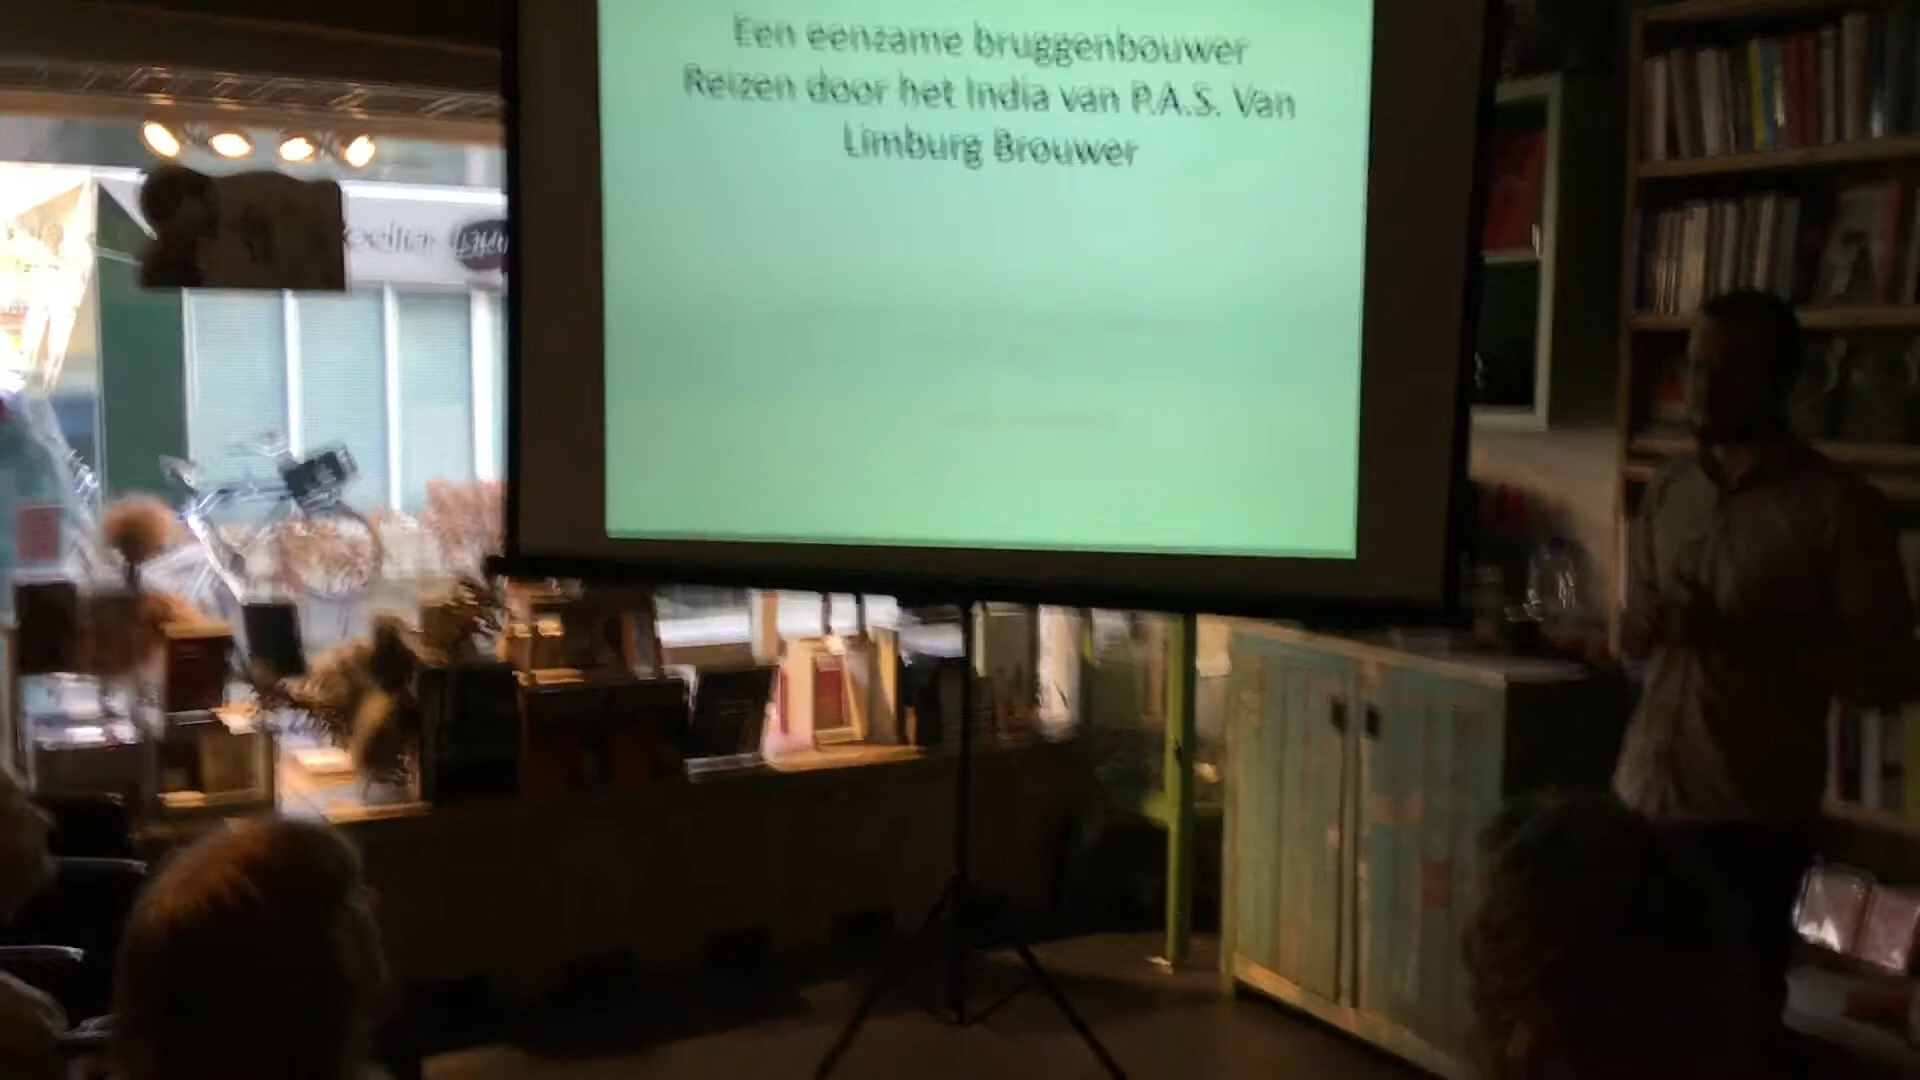 Een eenzame bruggenbouwer
Reizen door het India van P.A.S. Van
Limburg Brouwer